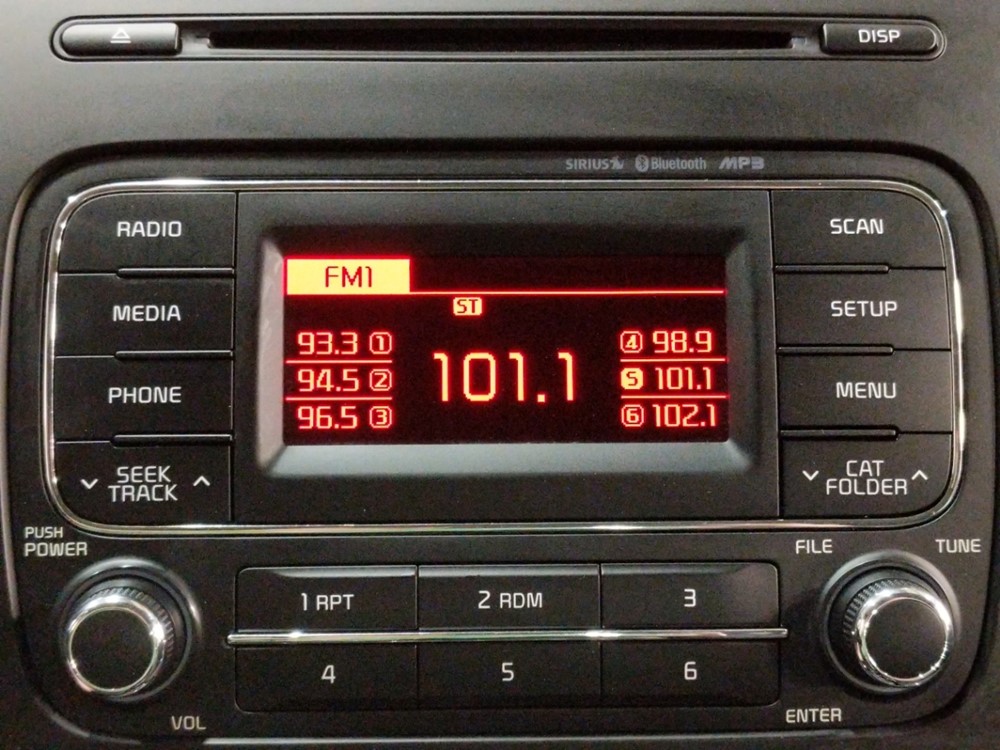 DISP
SIRIUS Bluetooth MP3
RADIO
MEDIA
PHONE
SEEK
TRACK
FM1
ST
93.3 1
94.5 2
96.5 3
101.1
4 98.9
5 101.1
6 102.1
SCAN
SETUP
MENU
CAT
FOLDER
PUSH
POWER
VOL
1 RPT
2 RDM
3
4
5
6
FILE
TUNE
ENTER